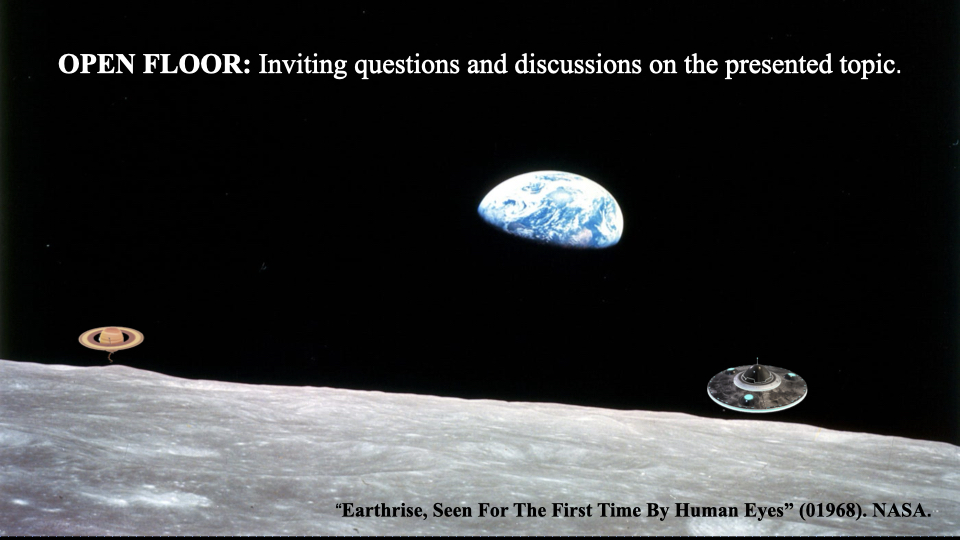 OPEN FLOOR: Inviting questions and discussions on the presented topic.
“Earthrise, Seen For The First Time By Human Eyes” (01968). NASA.